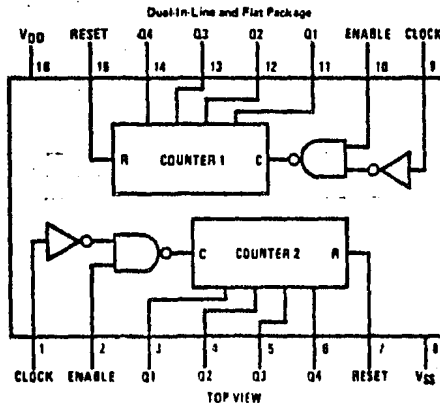 Dual-In-Line and Flat Package
VDD RESET Q4 Q3 Q2 Q1 ENABLE CLOCK
16 15 14 13 12 11 10 9
R COUNTER 1 C
C COUNTER 2 R
1 2 3 4 5 6 7 8
CLOCK ENABLE Q1 Q2 Q3 Q4 RESET VSS
TOP VIEW